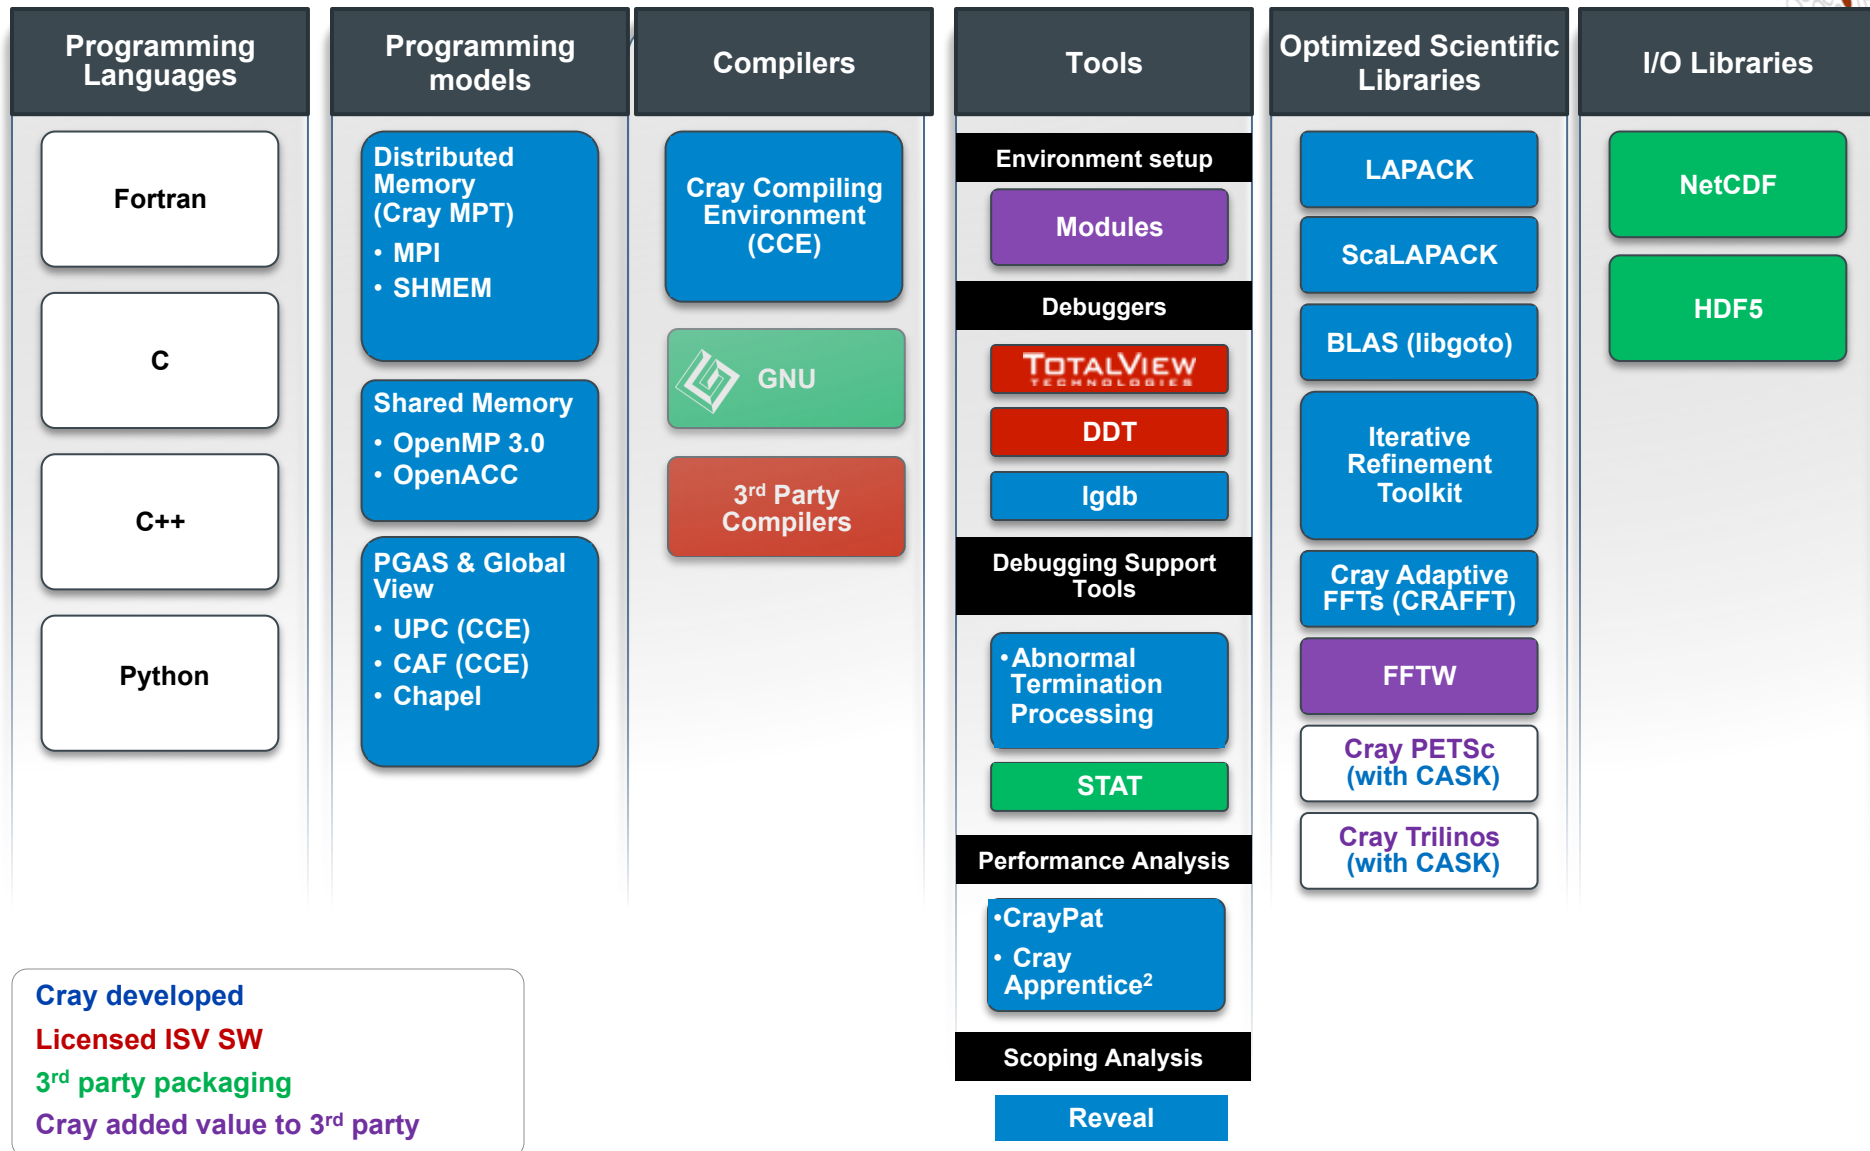 Programming
Languages
Fortran
C
C++
Python
Programming
models
Distributed
Memory
(Cray MPT)
• MPI
• SHMEM
Shared Memory
• OpenMP 3.0
• OpenACC
PGAS & Global
View
• UPC (CCE)
• CAF (CCE)
• Chapel
Compilers
Cray Compiling
Environment
(CCE)
GNU
3rd Party
Compilers
Tools
Environment setup
Modules
Debuggers
TOTALVIEW
TECHNOLOGIES
DDT
lgdb
Debugging Support
Tools
•Abnormal
Termination
Processing
STAT
Performance Analysis
•CrayPat
• Cray
Apprentice²
Scoping Analysis
Reveal
Optimized Scientific
Libraries
LAPACK
ScaLAPACK
BLAS (libgoto)
Iterative
Refinement
Toolkit
Cray Adaptive
FFTs (CRAFFT)
FFTW
Cray PETSc
(with CASK)
Cray Trilinos
(with CASK)
I/O Libraries
NetCDF
HDF5
Cray developed
Licensed ISV SW
3rd party packaging
Cray added value to 3rd party